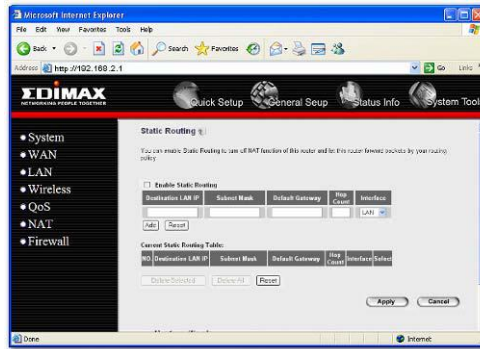 Microsoft Internet Explorer
File Edit View Favorites Tools Help
Back Search Favorites
Address http://192.168.2.1 Go Links
EDIMAX
NETWORKING PEOPLE TOGETHER
Quick Setup General Seup Status Info System Tool
System
WAN
LAN
Wireless
QoS
NAT
Firewall
Static Routing
You can enable Static Routing to turn off NAT function of this router and let this router forward packets by your routing
policy.
Enable Static Routing
Destination LAN IP Subnet Mask Default Gateway Hop Count Interface
LAN
Add Reset
Current Static Routing Table:
NO. Destination LAN IP Subnet Mask Default Gateway Hop Count Interface Select
Delete Selected Delete All Reset
Apply Cancel
Done Internet